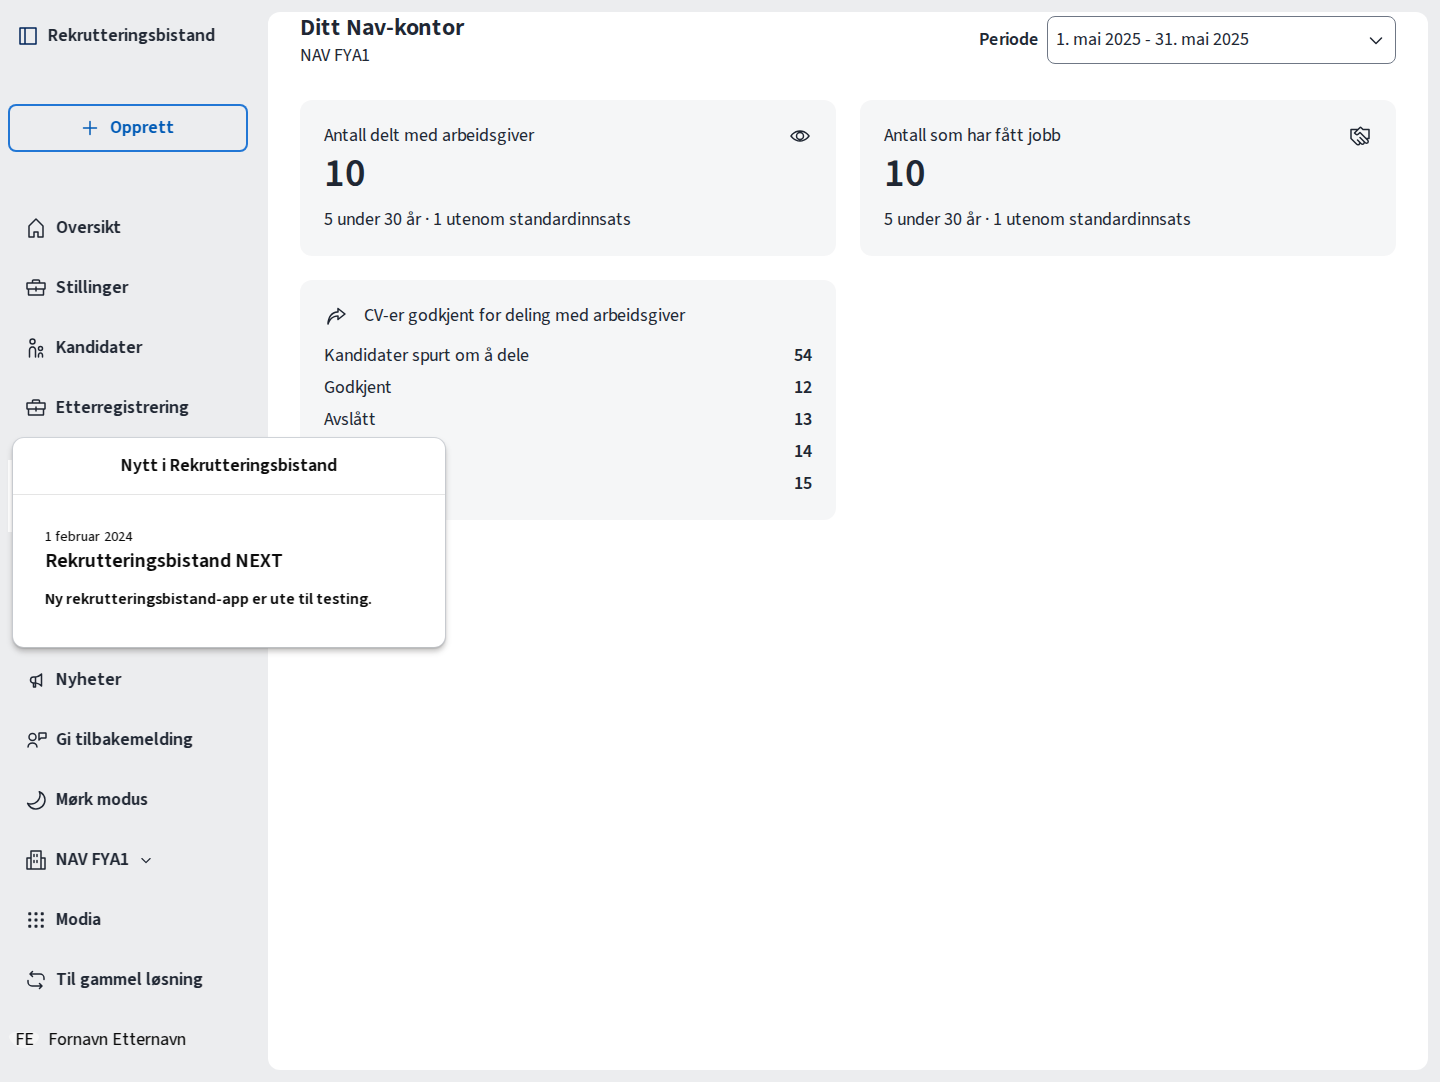 Rekrutteringsbistand
Opprett
Oversikt
Stillinger
Kandidater
Etterregistrering
Nytt i Rekrutteringsbistand
1 februar 2024
Rekrutteringsbistand NEXT
Ny rekrutteringsbistand-app er ute til testing.
Nyheter
Gi tilbakemelding
Mørk modus
NAV FYA1
Modia
Til gammel løsning
FE Fornavn Etternavn
Ditt Nav-kontor
NAV FYA1
Periode 1. mai 2025 - 31. mai 2025
Antall delt med arbeidsgiver
10
5 under 30 år · 1 utenom standardinnsats
Antall som har fått jobb
10
5 under 30 år · 1 utenom standardinnsats
CV-er godkjent for deling med arbeidsgiver
Kandidater spurt om å dele 54
Godkjent 12
Avslått 13
14
15